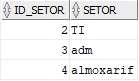 ID_SETOR SETOR
2 TI
3 adm
4 almoxarif